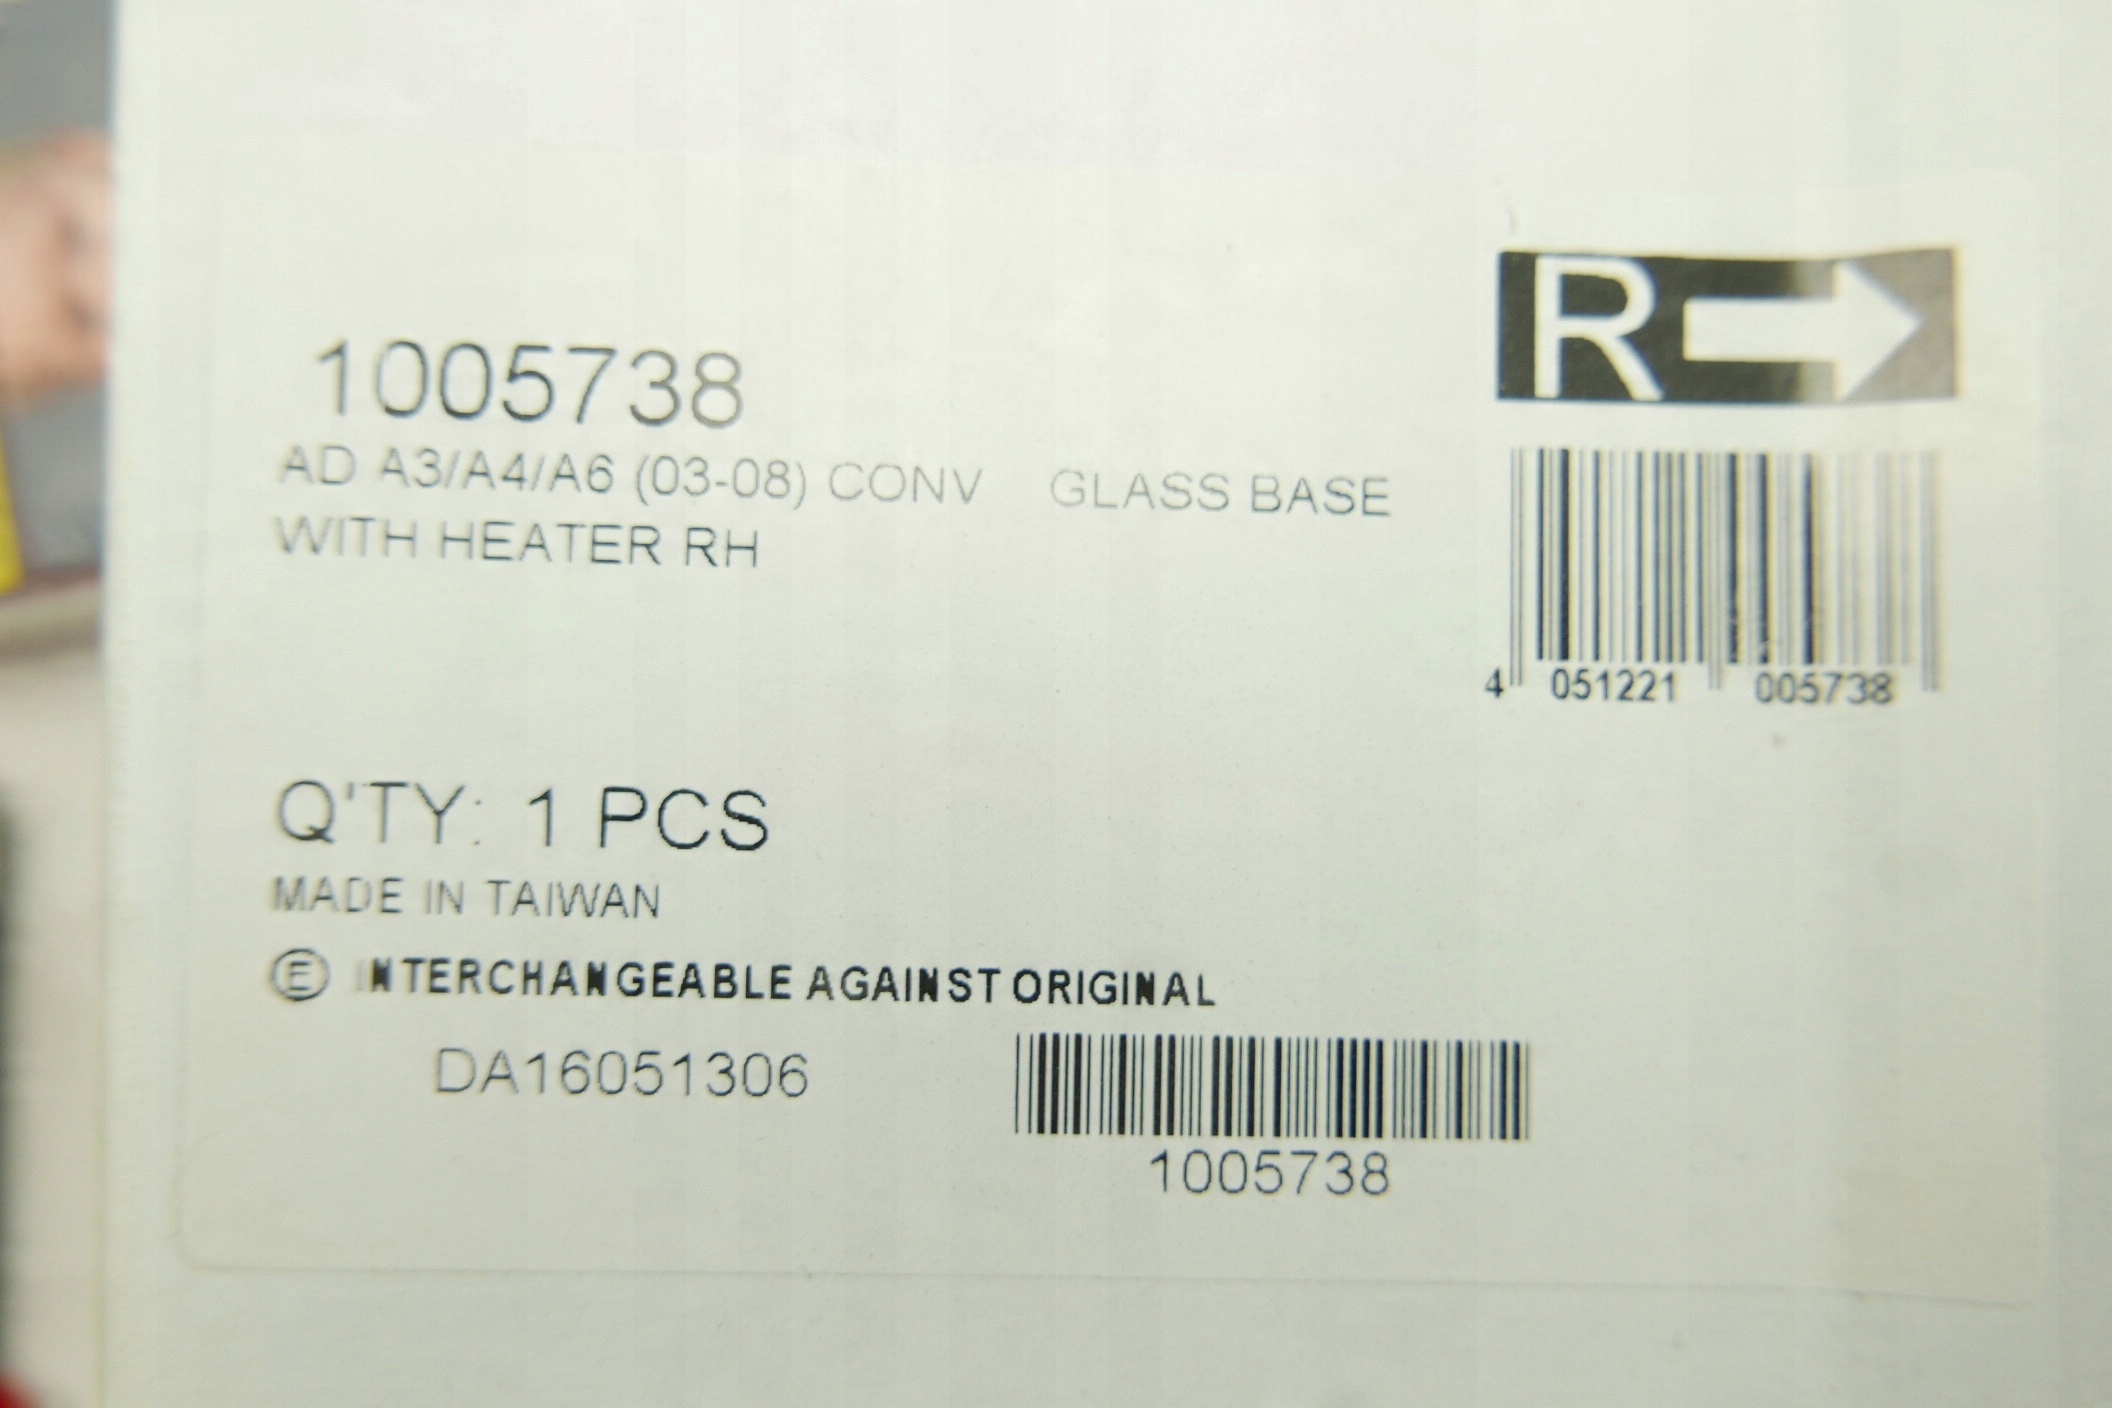 R
1005738
AD A3/A4/A6 (03-08) CONV GLASS BASE
WITH HEATER RH
4 051221 005738
Q'TY: 1 PCS
MADE IN TAIWAN
E INTERCHANGEABLE AGAINST ORIGINAL
DA16051306
1005738